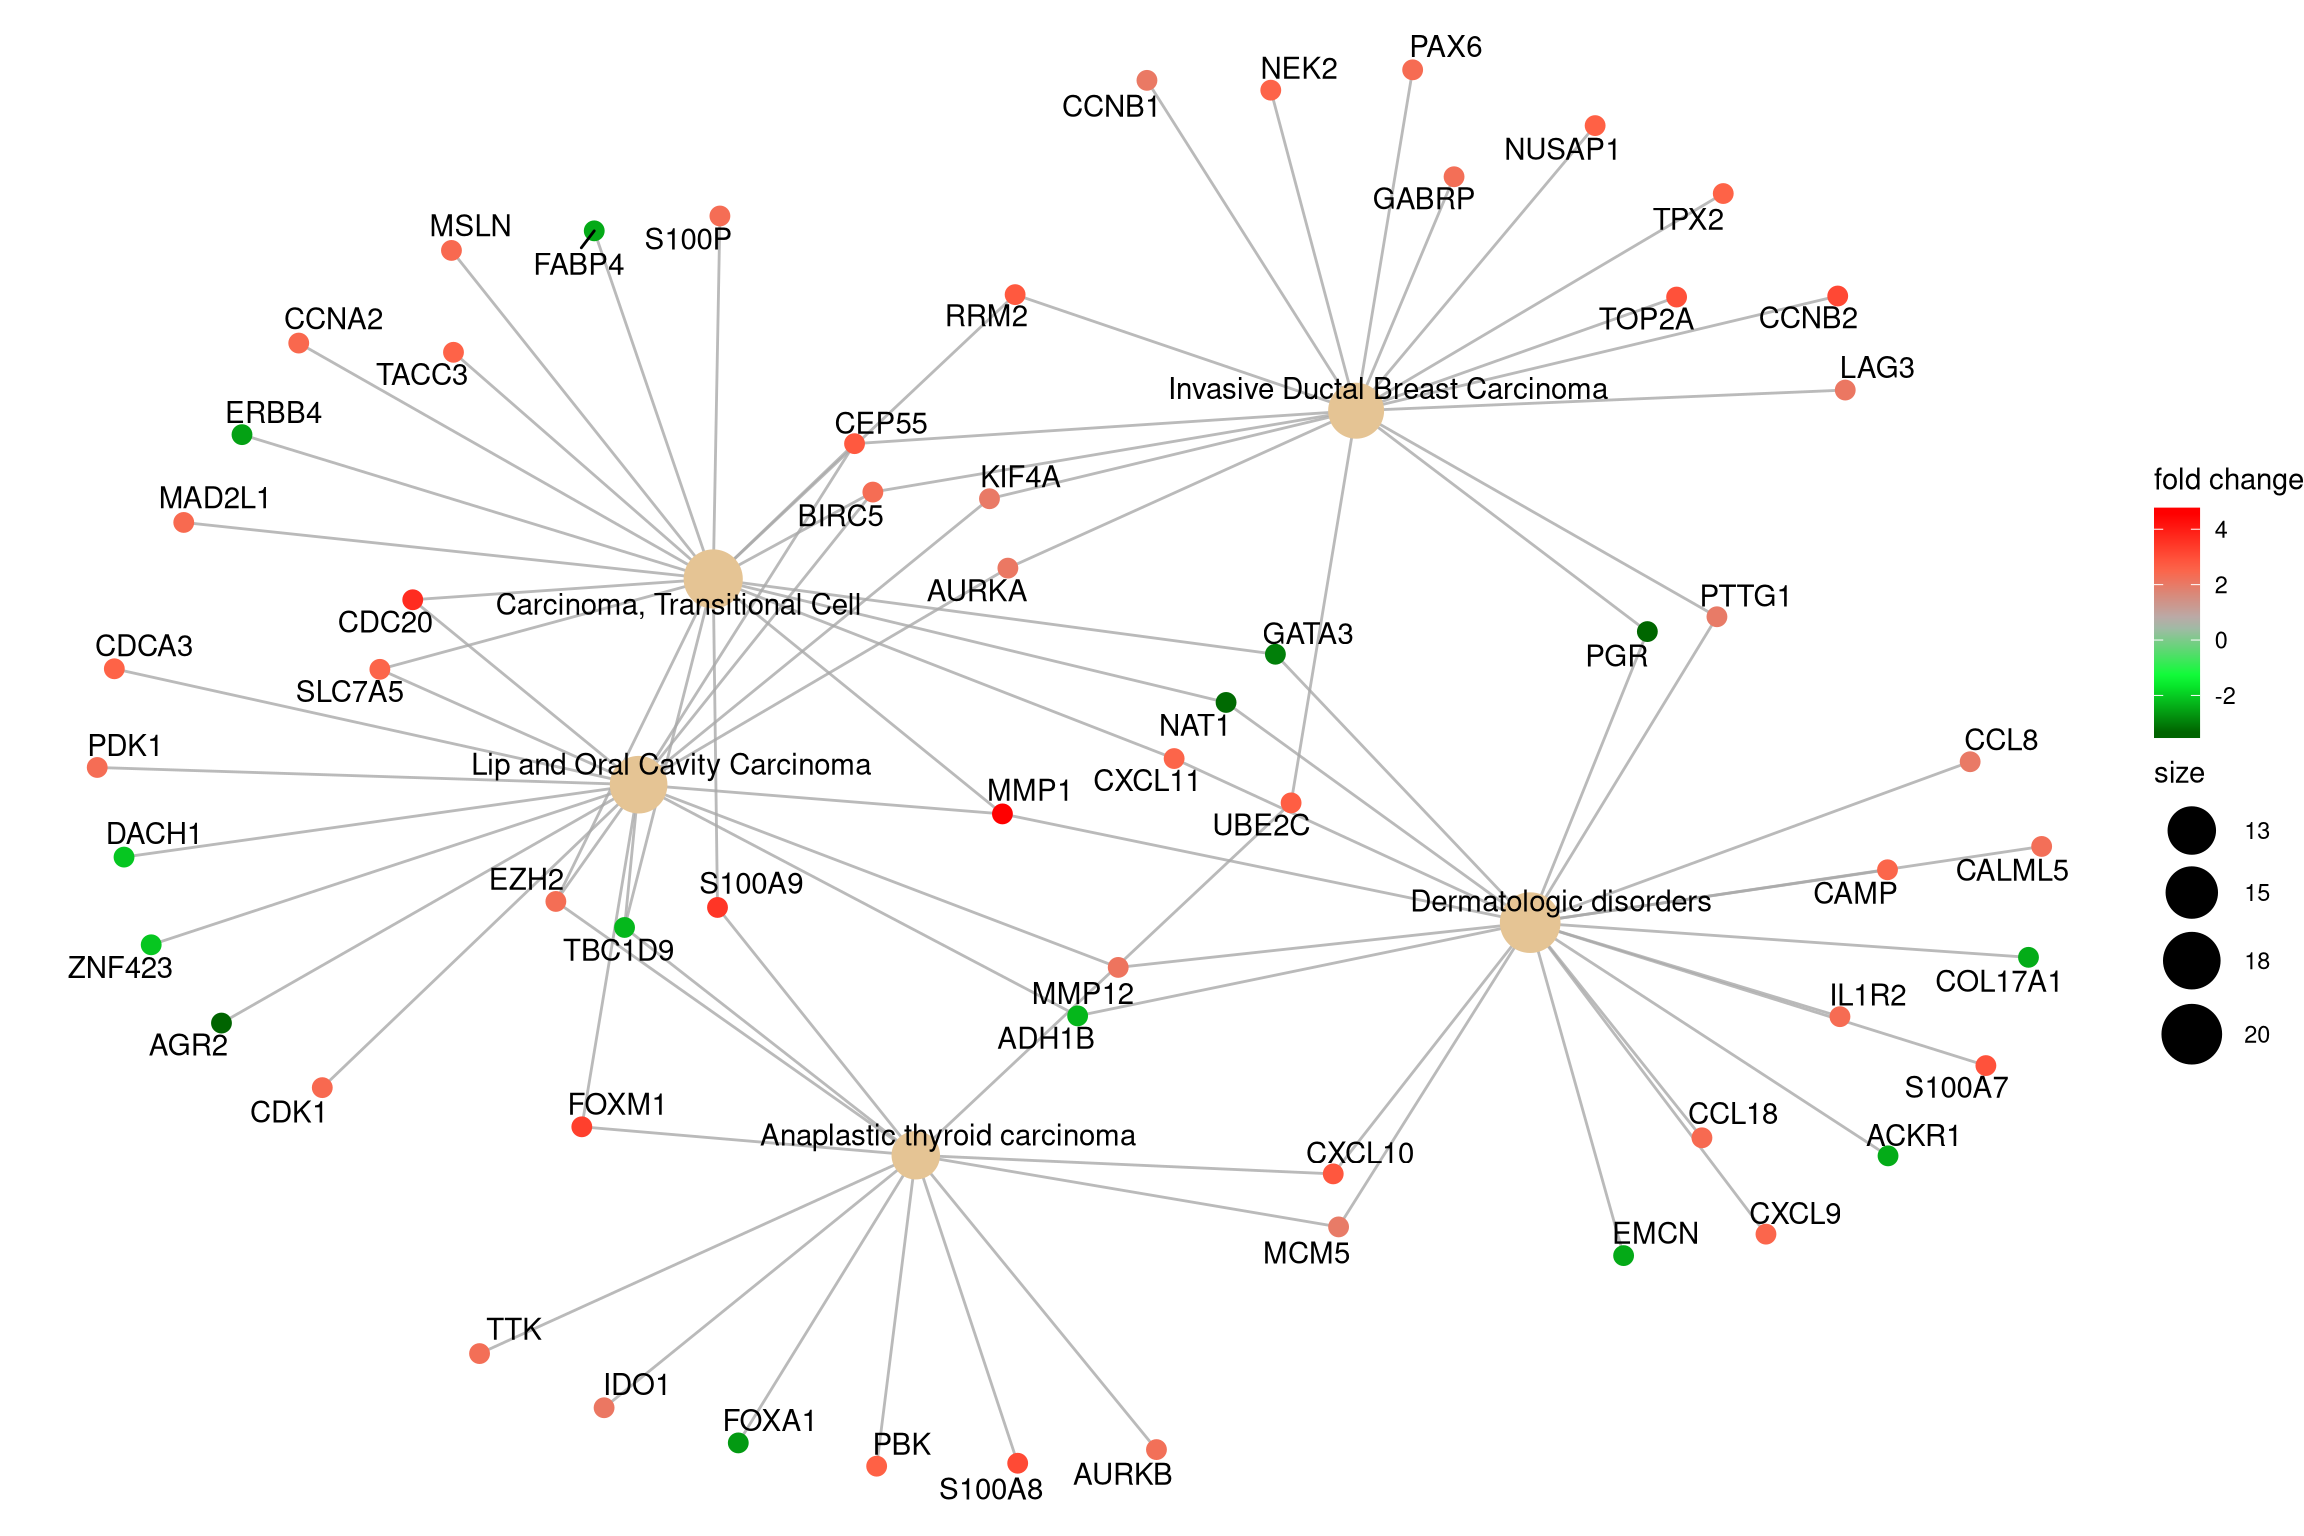 PAX6
NEK2
CCNB1
NUSAP1
GABRP
TPX2
MSLN
FABP4
S100P
RRM2
TOP2A
CCNB2
CCNA2
TACC3
LAG3
Invasive Ductal Breast Carcinoma
ERBB4
CEP55
KIF4A
MAD2L1
BIRC5
AURKA
Carcinoma, Transitional Cell
PTTG1
CDC20
GATA3
PGR
CDCA3
SLC7A5
NAT1
PDK1
Lip and Oral Cavity Carcinoma
CXCL11
MMP1
CCL8
DACH1
UBE2C
CAMP
CALML5
EZH2
S100A9
Dermatologic disorders
TBC1D9
ZNF423
MMP12
IL1R2
COL17A1
AGR2
ADH1B
S100A7
CDK1
FOXM1
CCL18
Anaplastic thyroid carcinoma
ACKR1
CXCL10
CXCL9
EMCN
MCM5
TTK
IDO1
FOXA1
PBK
AURKB
S100A8
fold change
4
2
0
-2
size
13
15
18
20